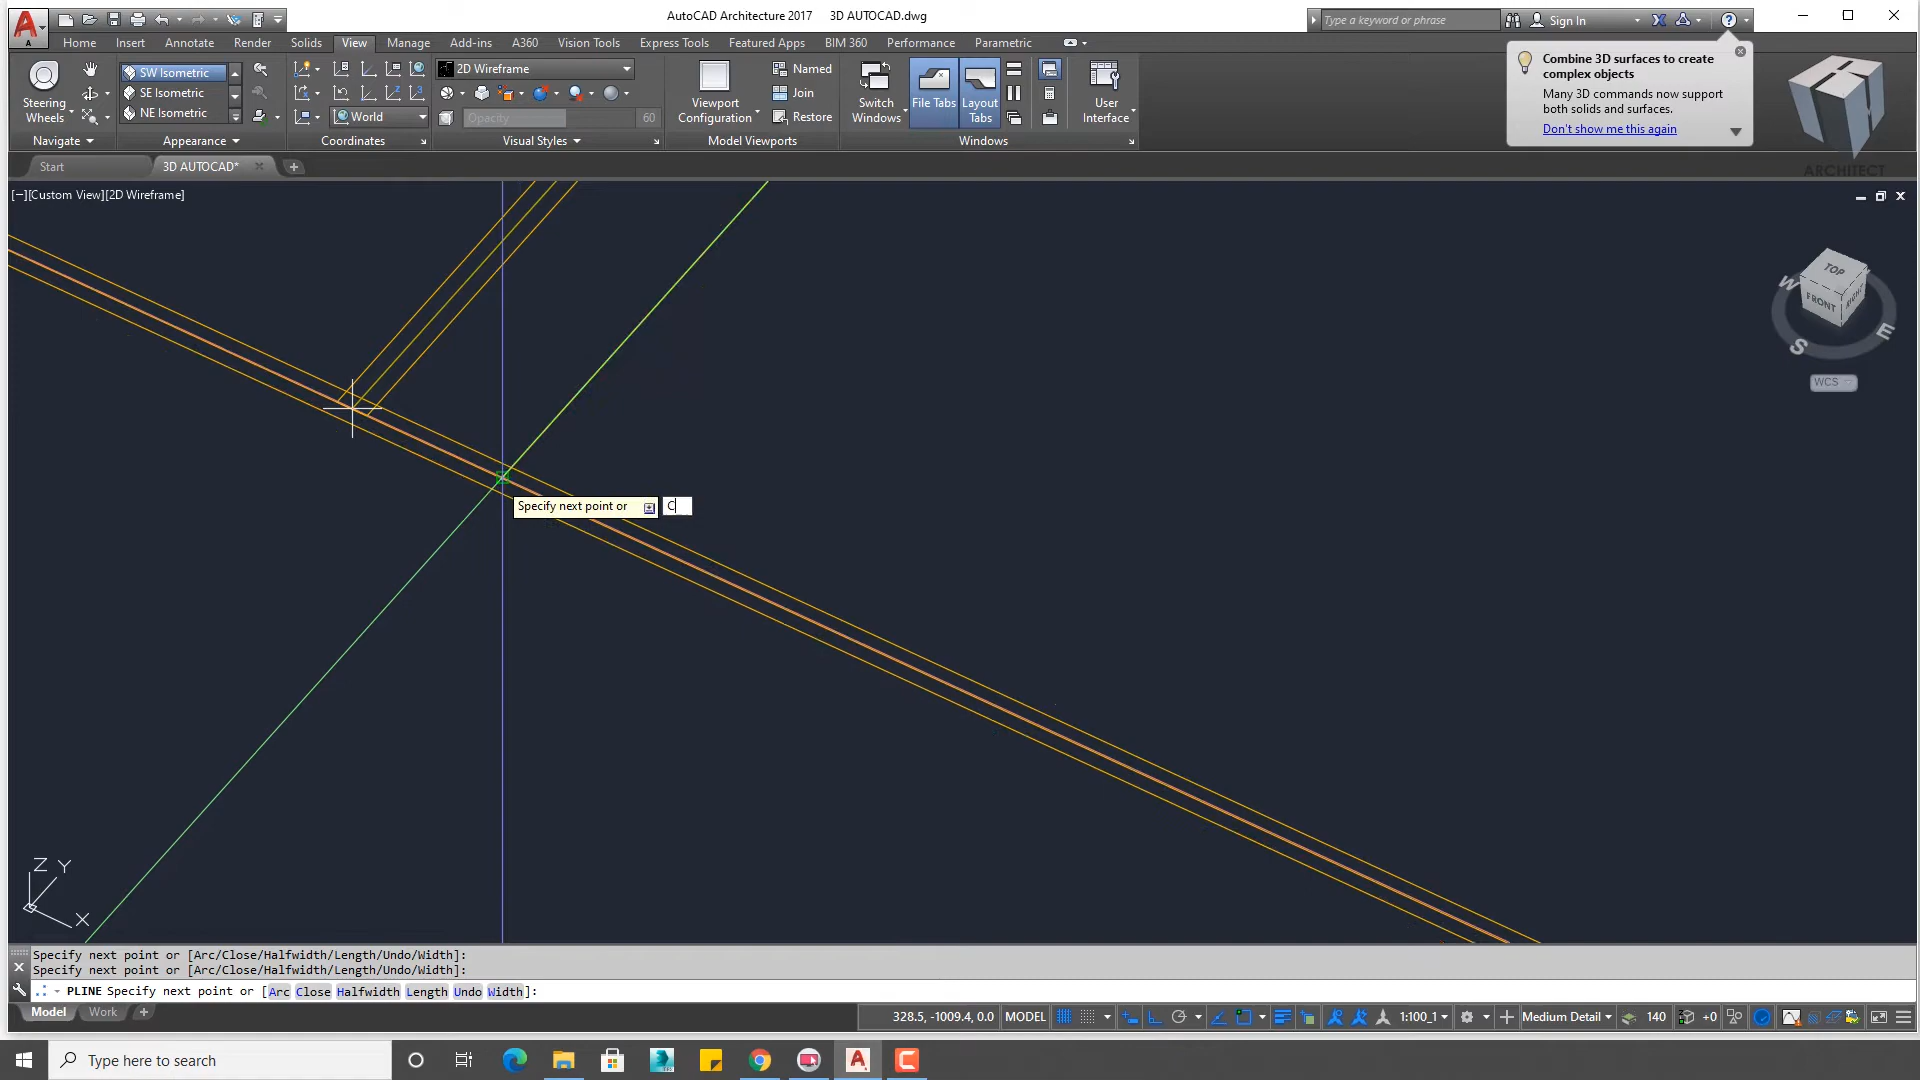 AutoCAD Architecture 2017 3D AUTOCAD.dwg
Type a keyword or phrase
Sign In
Home Insert Annotate Render Solids View Manage Add-ins A360 Vision Tools Express Tools Featured Apps BIM 360 Performance Parametric
Steering
Wheels
SW Isometric
SE Isometric
NE Isometric
World
2D Wireframe
Opacity 60
Viewport
Configuration
Named
Join
Restore
Switch
Windows
File Tabs
Layout
Tabs
User
Interface
Navigate Appearance Coordinates Visual Styles Model Viewports Windows
Combine 3D surfaces to create
complex objects
Many 3D commands now support
both solids and surfaces.
Don't show me this again
ARCHITECT
Start 3D AUTOCAD*
[−][Custom View][2D Wireframe]
TOP
FRONT
RIGHT
W
S
E
WCS
Specify next point or C
Z Y
X
Specify next point or [Arc/Close/Halfwidth/Length/Undo/Width]:
Specify next point or [Arc/Close/Halfwidth/Length/Undo/Width]:
PLINE Specify next point or [Arc Close Halfwidth Length Undo Width]:
Model Work
328.5, -1009.4, 0.0 MODEL 1:100_1 Medium Detail 140 +0
Type here to search